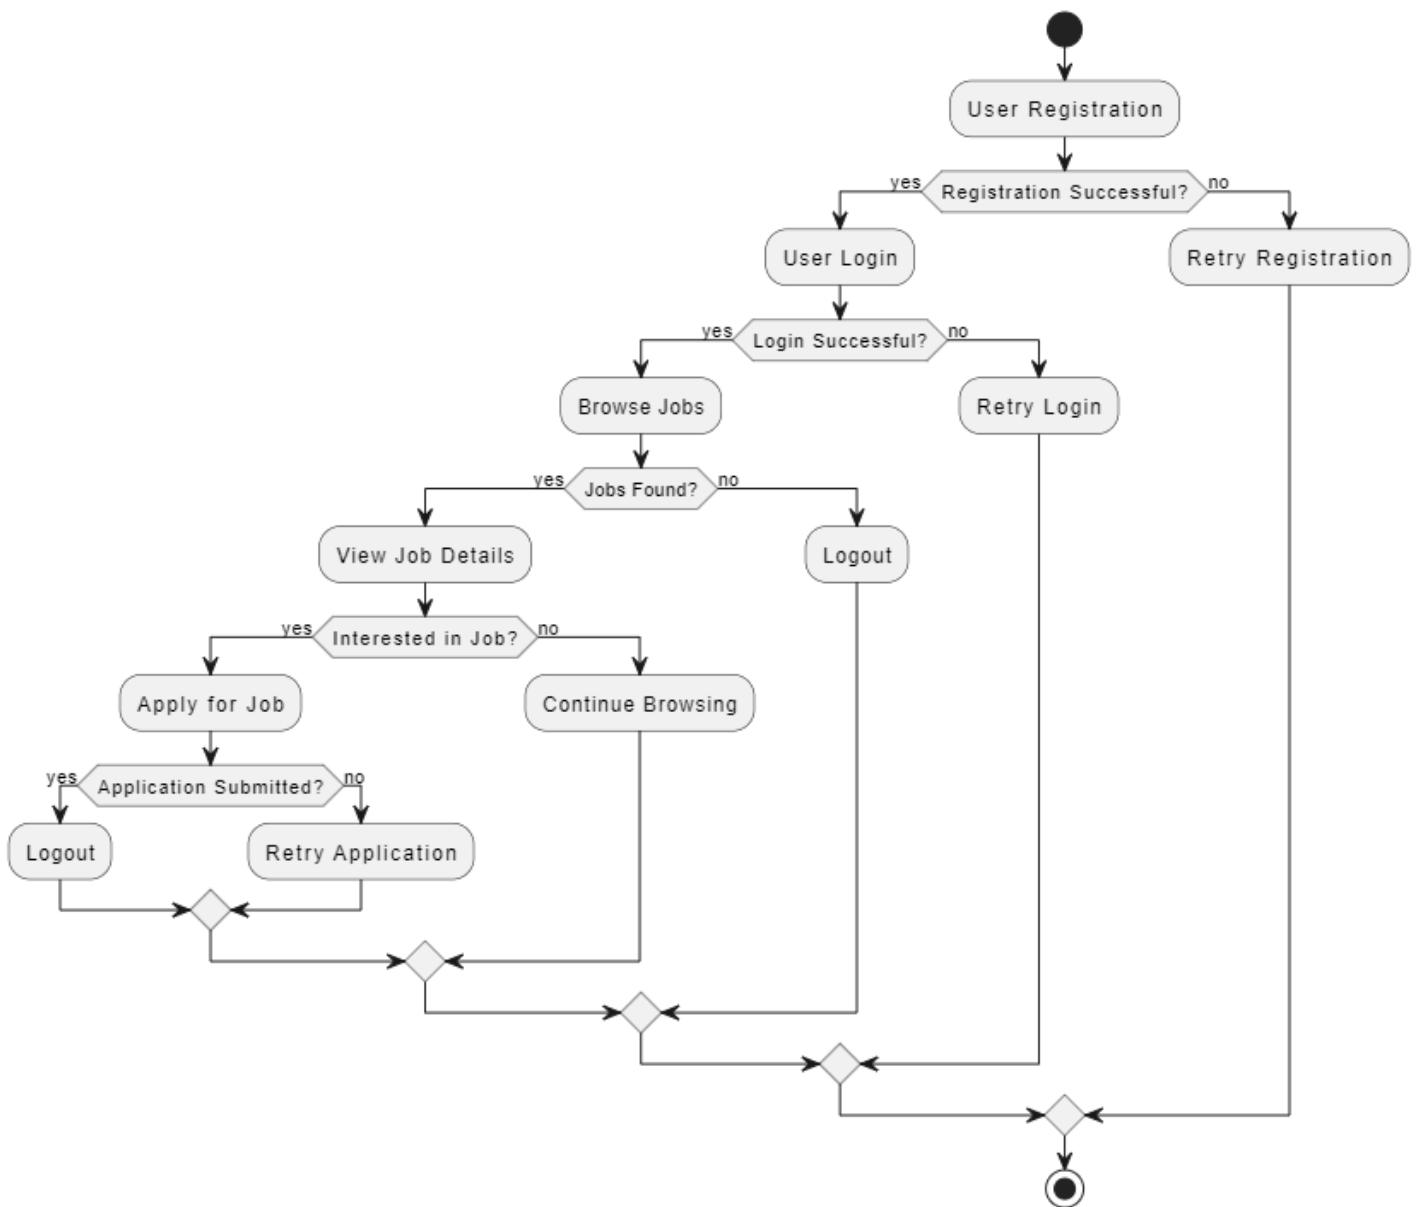 User Registration
yes
Registration Successful?
no
User Login
Retry Registration
yes
Login Successful?
no
Browse Jobs
Retry Login
yes
Jobs Found?
no
View Job Details
Logout
yes
Interested in Job?
no
Apply for Job
Continue Browsing
yes
Application Submitted?
no
Logout
Retry Application